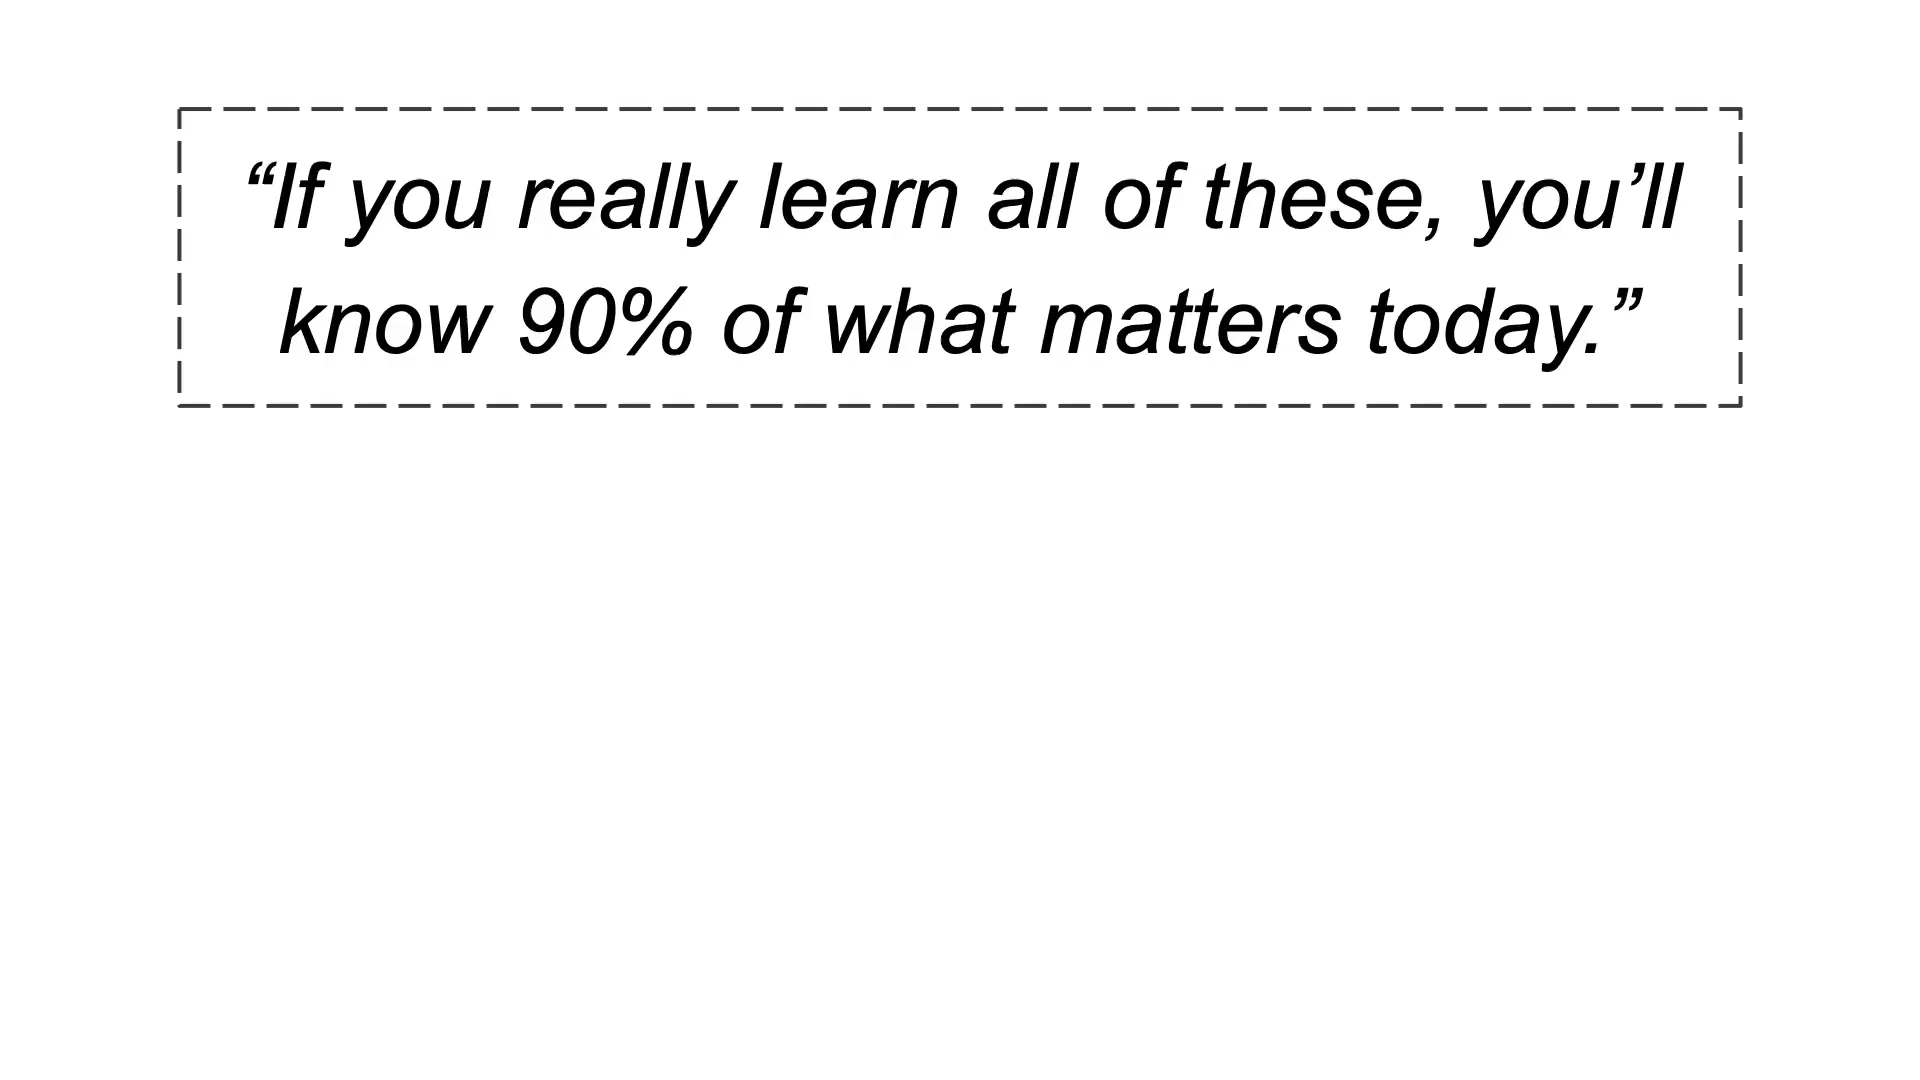 “If you really learn all of these, you’ll
know 90% of what matters today.”